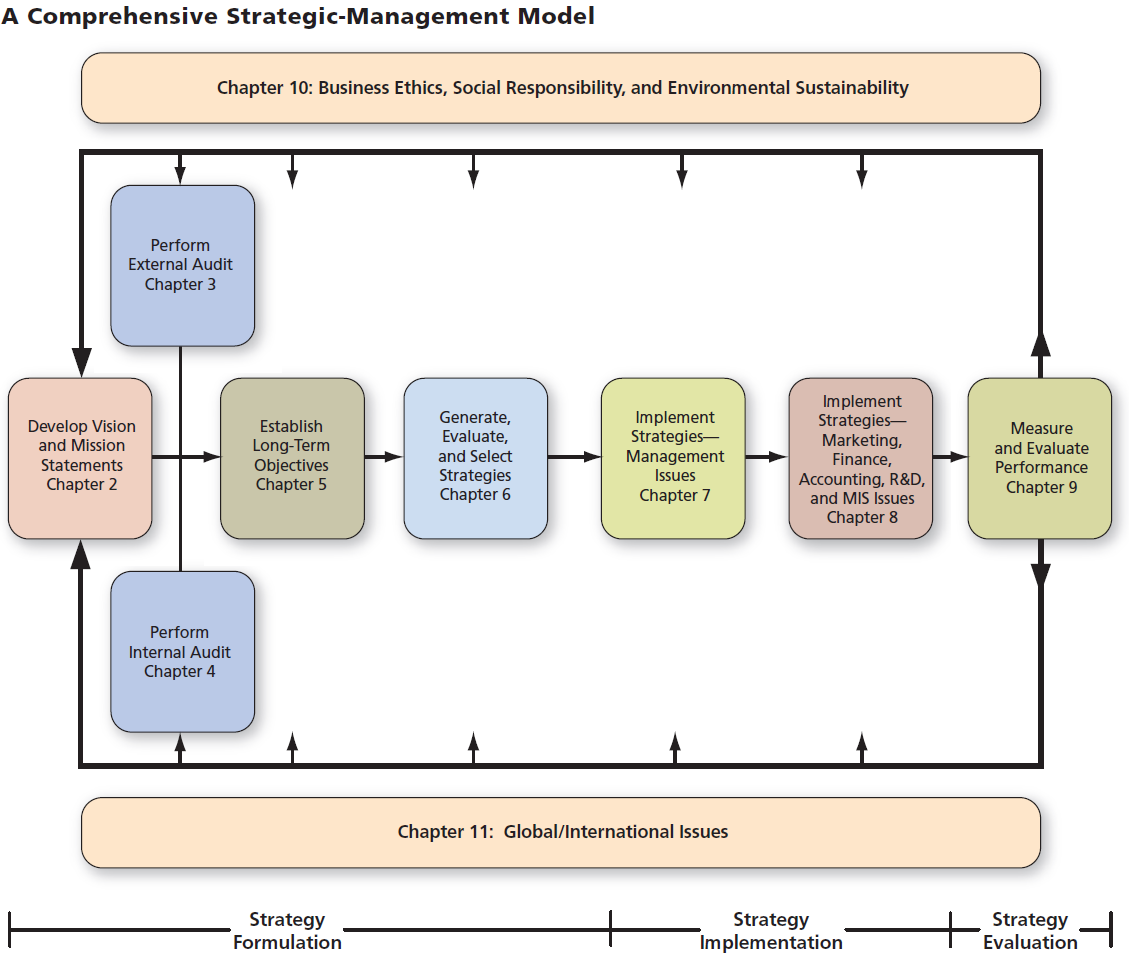 A Comprehensive Strategic-Management Model
Chapter 10: Business Ethics, Social Responsibility, and Environmental Sustainability
Perform
External Audit
Chapter 3
Develop Vision
and Mission
Statements
Chapter 2
Establish
Long-Term
Objectives
Chapter 5
Generate,
Evaluate,
and Select
Strategies
Chapter 6
Implement
Strategies—
Management
Issues
Chapter 7
Implement
Strategies—
Marketing,
Finance,
Accounting, R&D,
and MIS Issues
Chapter 8
Measure
and Evaluate
Performance
Chapter 9
Perform
Internal Audit
Chapter 4
Chapter 11: Global/International Issues
Strategy
Formulation
Strategy
Implementation
Strategy
Evaluation